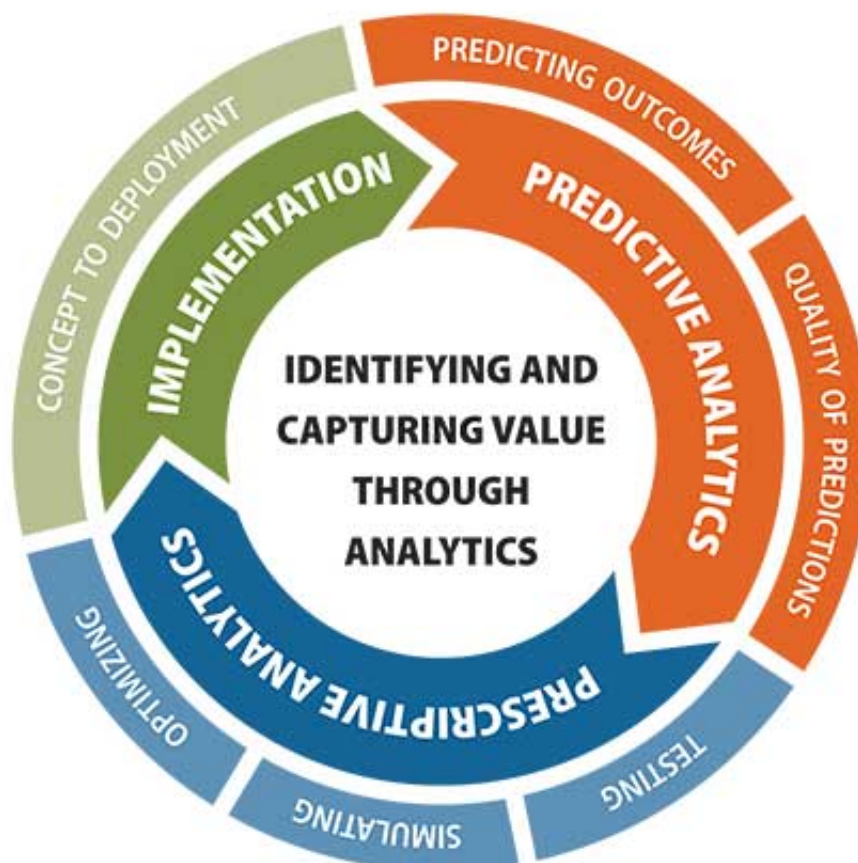 PREDICTING OUTCOMES
QUALITY OF PREDICTIONS
TESTING
SIMULATING
OPTIMIZING
CONCEPT TO DEPLOYMENT
PREDICTIVE ANALYTICS
PRESCRIPTIVE ANALYTICS
IMPLEMENTATION
IDENTIFYING AND
CAPTURING VALUE
THROUGH
ANALYTICS